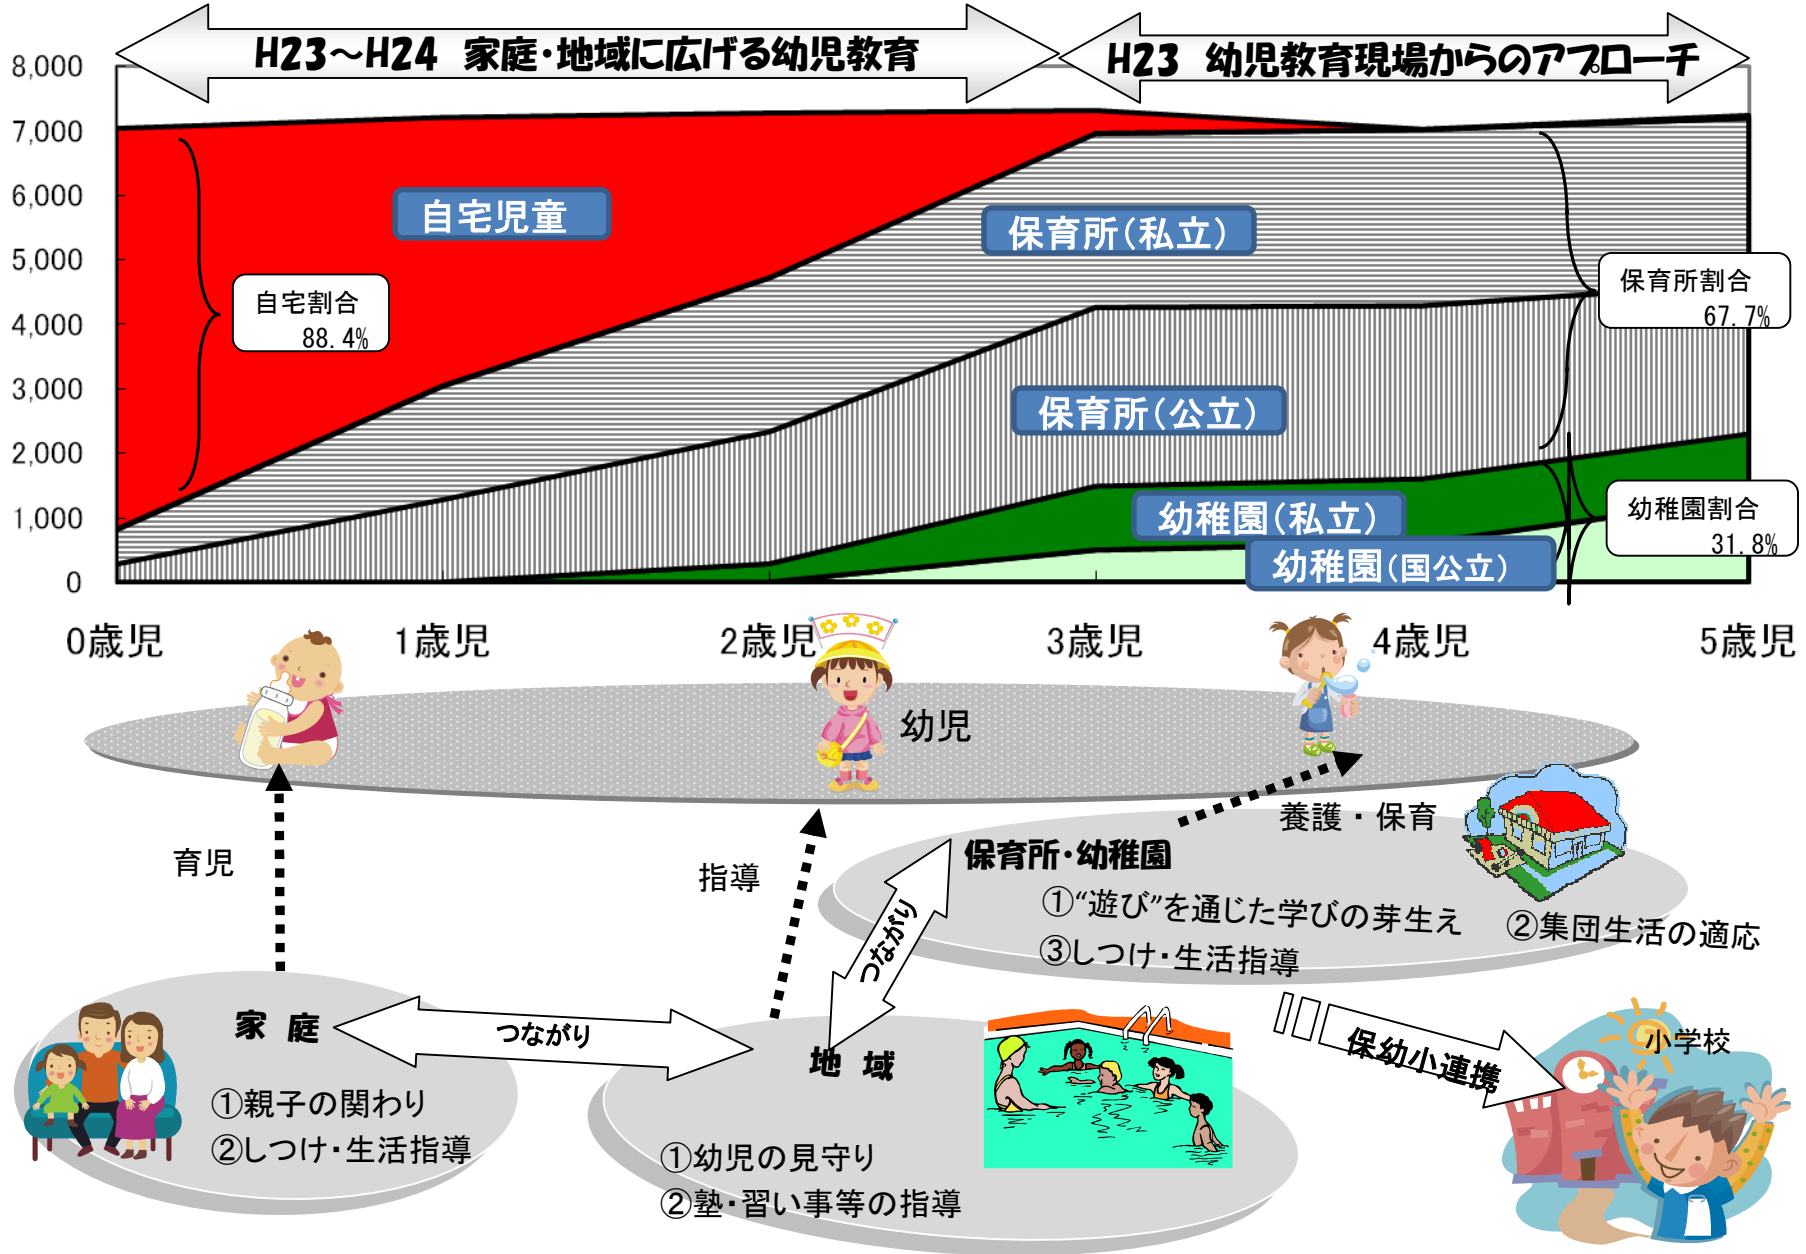 H23～H24 家庭・地域に広げる幼児教育
H23 幼児教育現場からのアプローチ
8,000
7,000
6,000
5,000
4,000
3,000
2,000
1,000
0
自宅児童
保育所（私立）
自宅割合
88.4%
保育所割合
67.7%
保育所（公立）
幼稚園（私立）
幼稚園割合
31.8%
幼稚園（国公立）
0歳児
1歳児
2歳児
3歳児
4歳児
5歳児
幼児
育児
指導
養護・保育
保育所・幼稚園
①“遊び”を通じた学びの芽生え
②集団生活の適応
③しつけ・生活指導
つながり
家 庭
つながり
①親子の関わり
②しつけ・生活指導
地 域
①幼児の見守り
②塾・習い事等の指導
保幼小連携
小学校